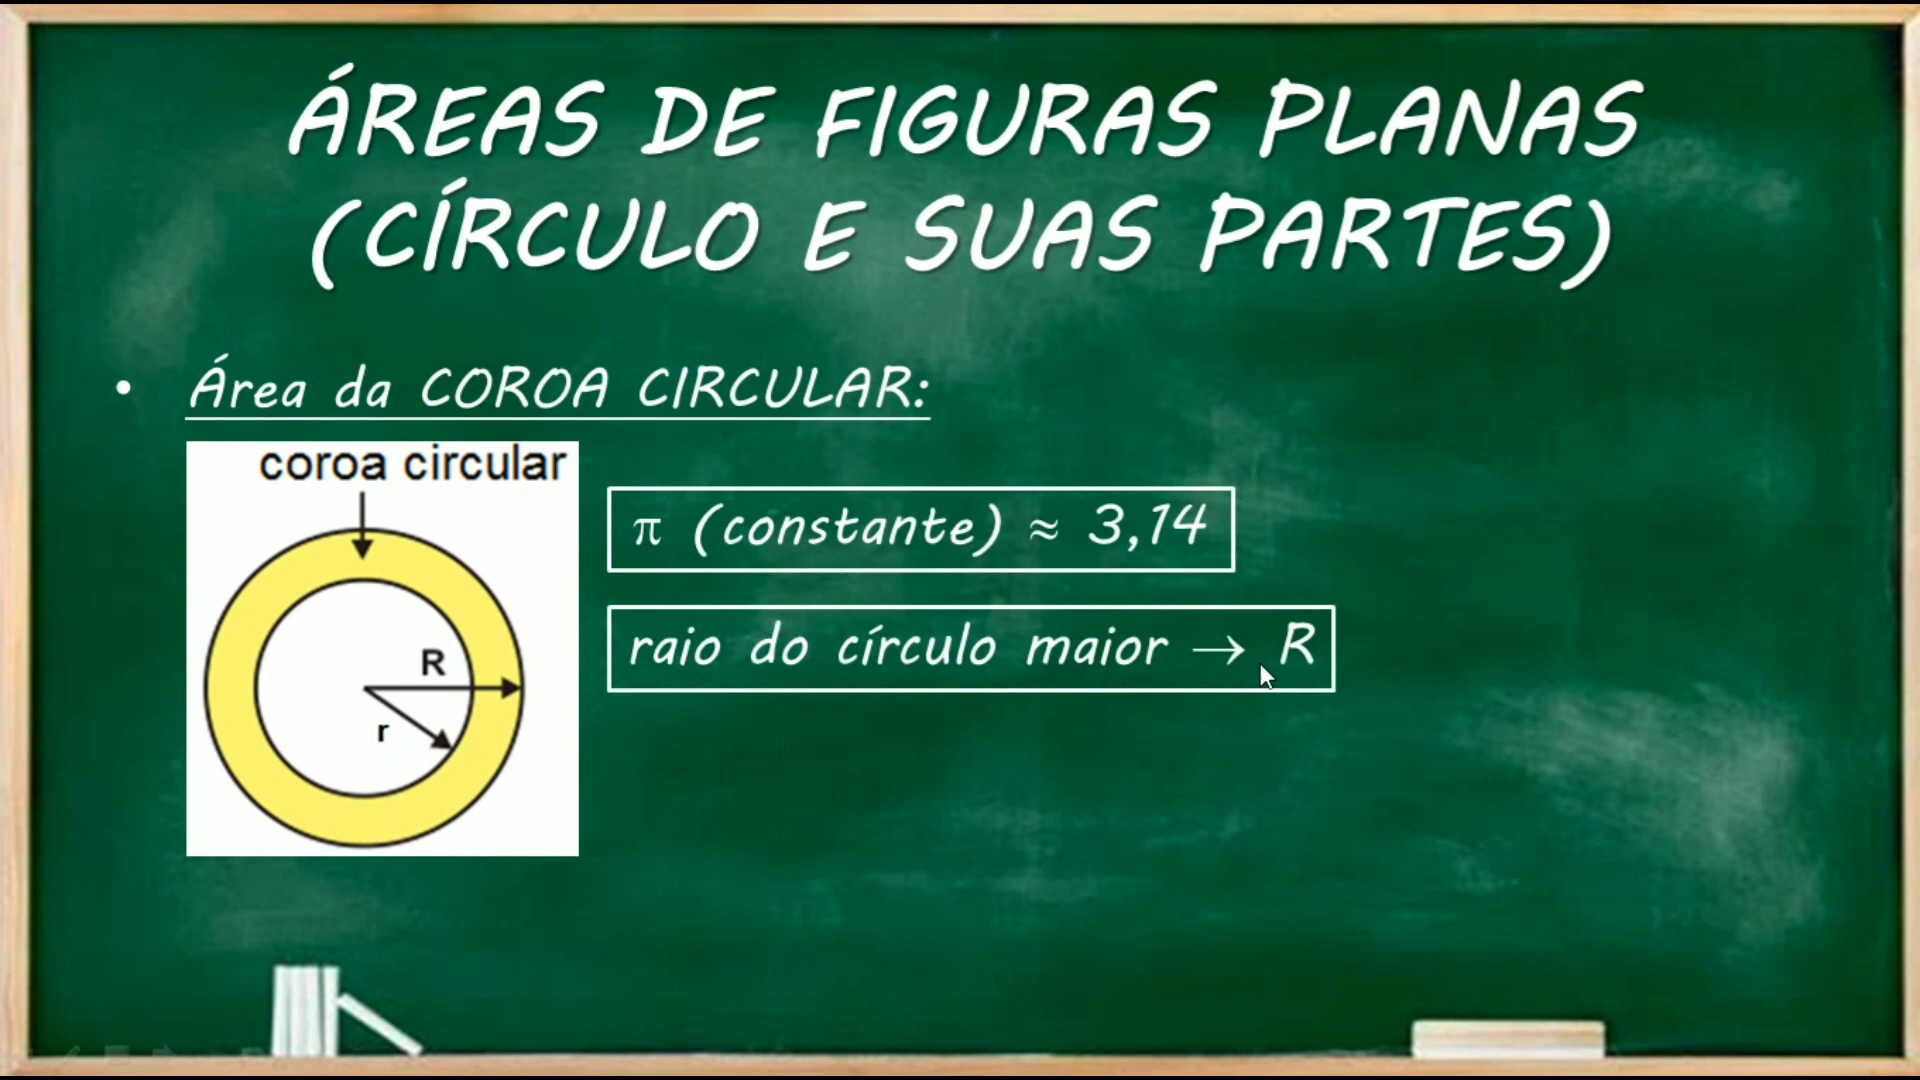 ÁREAS DE FIGURAS PLANAS
(CÍRCULO E SUAS PARTES)
• Área da COROA CIRCULAR:
coroa circular
π (constante) ≈ 3,14
raio do círculo maior → R
R
r